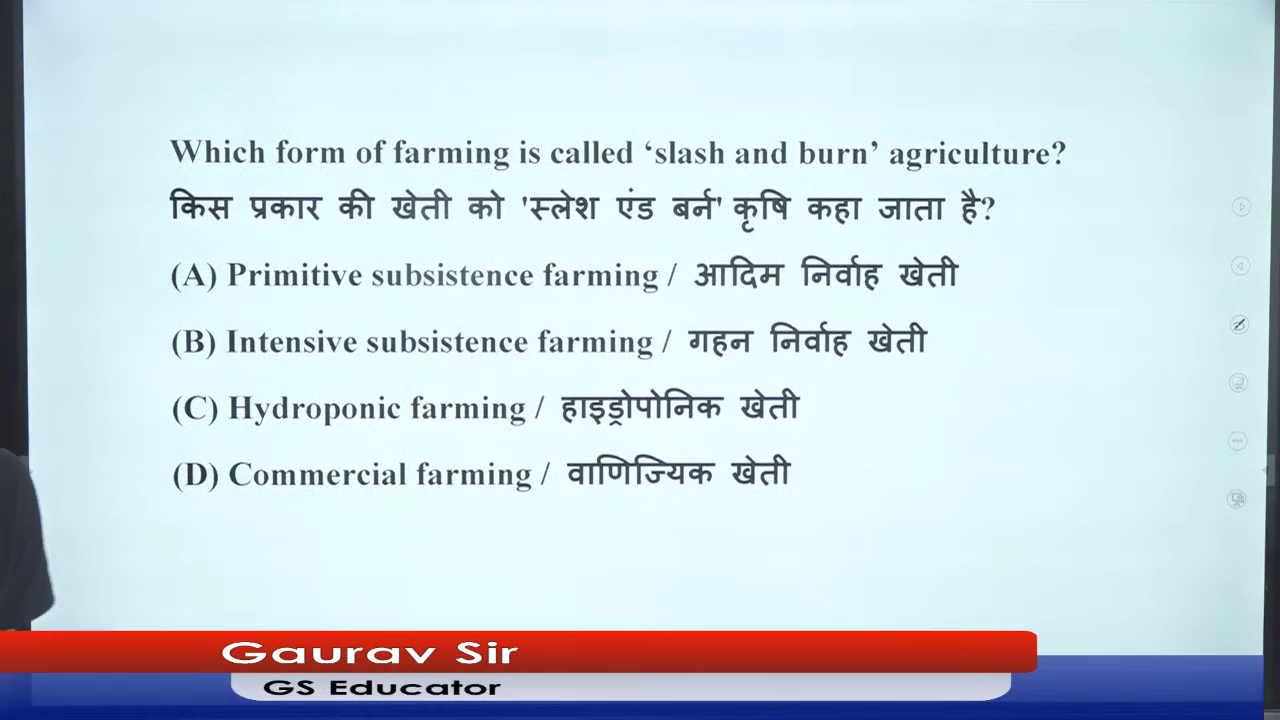 Which form of farming is called ‘slash and burn’ agriculture?
किस प्रकार की खेती को 'स्लेश एंड बर्न' कृषि कहा जाता है?
(A) Primitive subsistence farming / आदिम निर्वाह खेती
(B) Intensive subsistence farming / गहन निर्वाह खेती
(C) Hydroponic farming / हाइड्रोपोनिक खेती
(D) Commercial farming / वाणिज्यिक खेती
Gaurav Sir
GS Educator